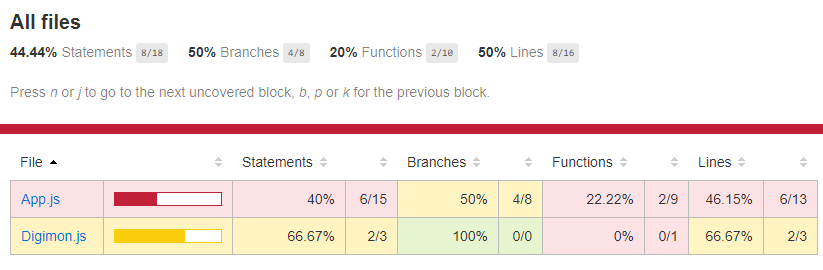 All files
44.44% Statements 8/18 50% Branches 4/8 20% Functions 2/10 50% Lines 8/16
Press n or j to go to the next uncovered block, b, p or k for the previous block.
File Statements Branches Functions Lines
App.js 40% 6/15 50% 4/8 22.22% 2/9 46.15% 6/13
Digimon.js 66.67% 2/3 100% 0/0 0% 0/1 66.67% 2/3